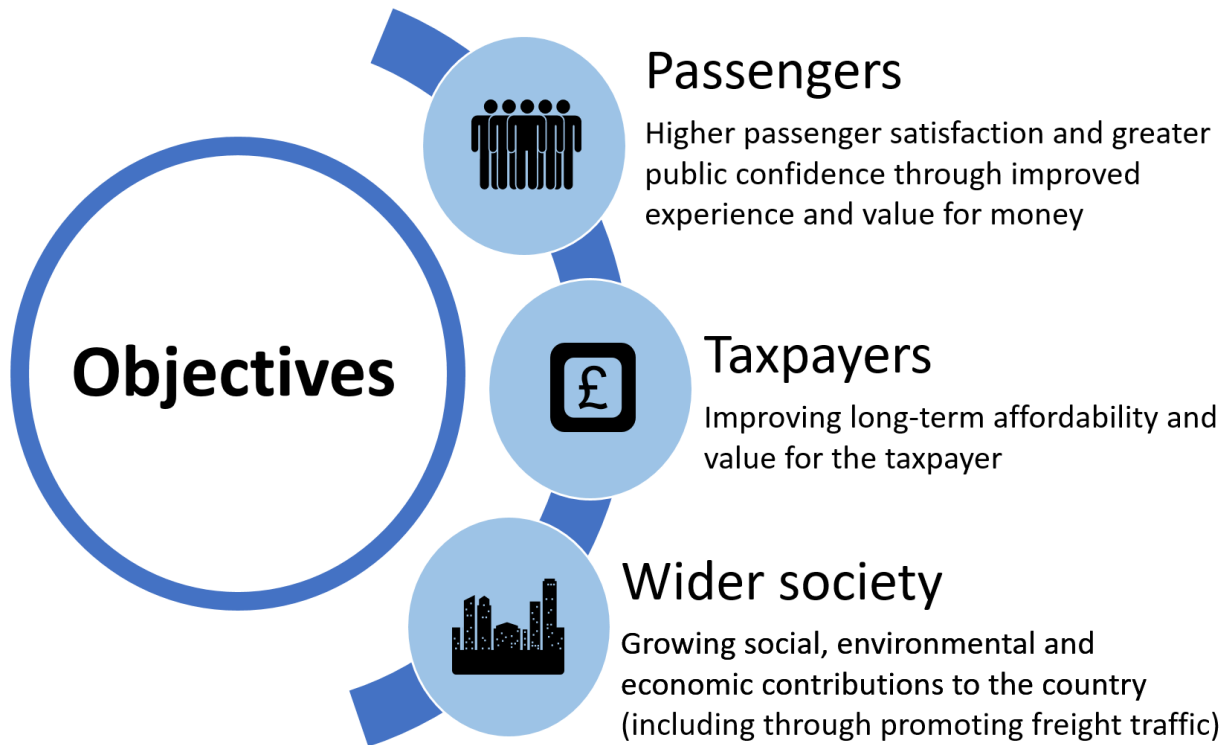 Objectives
Passengers
Higher passenger satisfaction and greater
public confidence through improved
experience and value for money
£
Taxpayers
Improving long-term affordability and
value for the taxpayer
Wider society
Growing social, environmental and
economic contributions to the country
(including through promoting freight traffic)